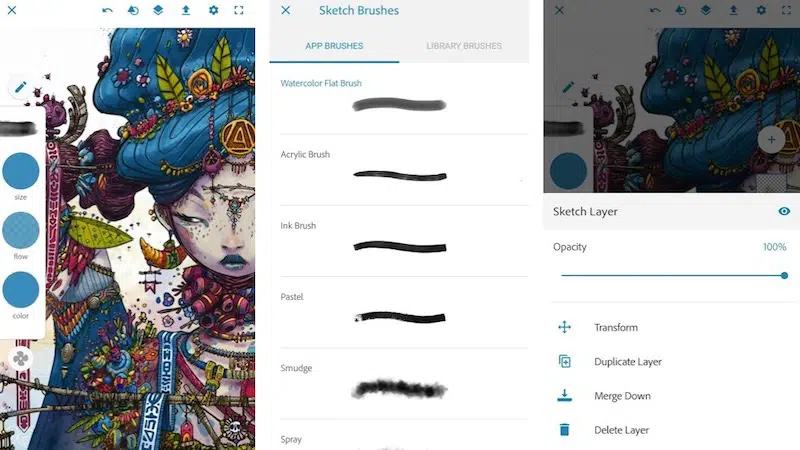 size
flow
color
Sketch Brushes
APP BRUSHES
LIBRARY BRUSHES
Watercolor Flat Brush
Acrylic Brush
Ink Brush
Pastel
Smudge
Spray
Sketch Layer
Opacity
100%
Transform
Duplicate Layer
Merge Down
Delete Layer